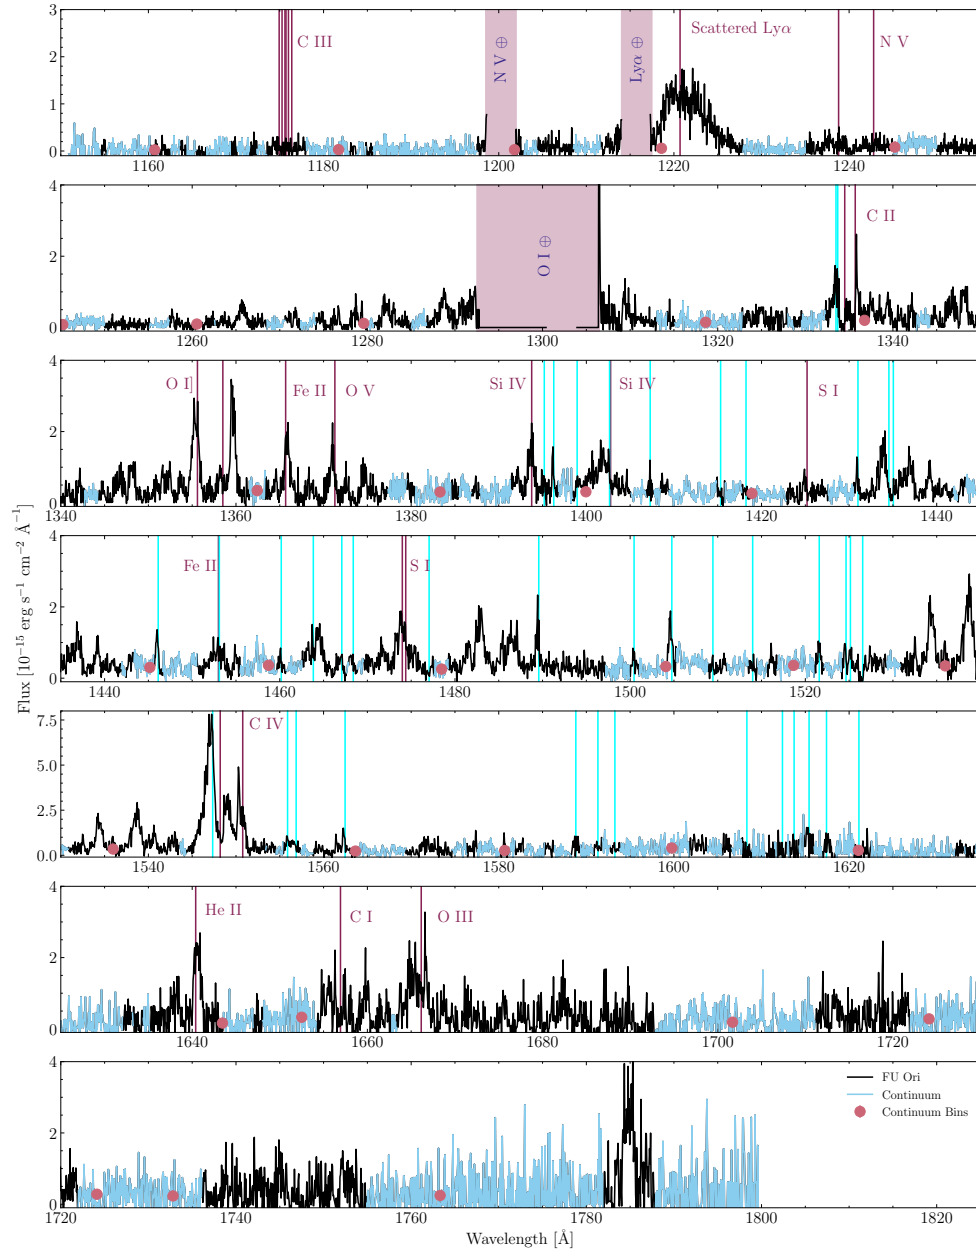 3
2
1
0
C III
N V ⊕
Lyα ⊕
Scattered Lyα
N V
1160
1180
1200
1220
1240
4
2
0
O I ⊕
C II
1260
1280
1300
1320
1340
4
2
0
O I]
Fe II
O V
Si IV
Si IV
S I
1340
1360
1380
1400
1420
1440
Flux [10⁻¹⁵ erg s⁻¹ cm⁻² Å⁻¹]
4
2
0
Fe II
S I
1440
1460
1480
1500
1520
7.5
5.0
2.5
0.0
C IV
1540
1560
1580
1600
1620
4
2
0
He II
C I
O III
1640
1660
1680
1700
1720
4
2
0
FU Ori
Continuum
Continuum Bins
1720
1740
1760
1780
1800
1820
Wavelength [Å]